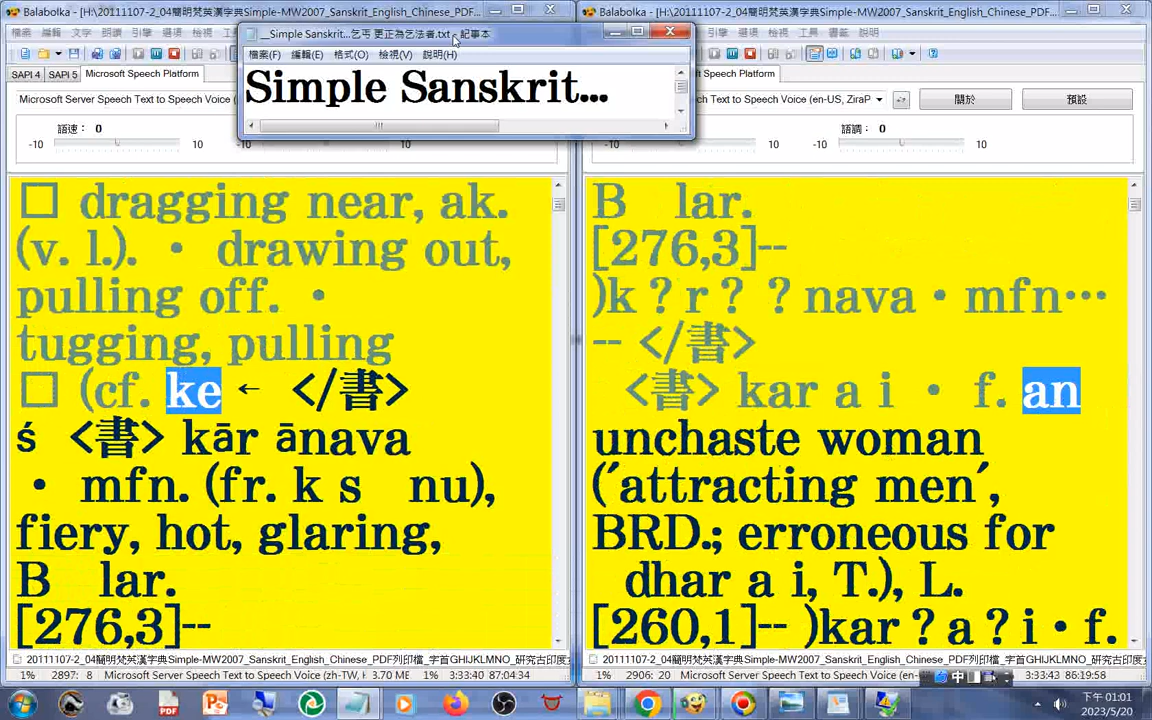 Balabolka - [H:\20111107-2_04簡明梵英漢字典Simple-MW2007_Sanskrit_English_Chinese_PDF...
Balabolka - [H:\20111107-2_04簡明梵英漢字典Simple-MW2007_Sanskrit_English_Chinese_PDF...
__Simple Sanskrit...乞丐 更正為乞法者.txt - 記事本
檔案(F) 編輯(E) 格式(O) 檢視(V) 說明(H)
Simple Sanskrit...
SAPI 4 SAPI 5 Microsoft Speech Platform
Speech Platform
Microsoft Server Speech Text to Speech Voice (
ch Text to Speech Voice (en-US, ZiraP
關於
預設
語速： 0
-10 10 -10 10
語調： 0
-10 10 -10 10
□ dragging near, ak.
(v. l.). • drawing out,
pulling off. •
tugging, pulling
□ (cf. ke ← </書>
ś <書> kār ānava
• mfn. (fr. k s nu),
fiery, hot, glaring,
B lar.
[276,3]--
B lar.
[276,3]--
)k ? r ? ? nava • mfn…
-- </書>
<書> kar a i • f. an
unchaste woman
(′attracting men′,
BRD.; erroneous for
dhar a i, T.), L.
[260,1]-- )kar ? a ? i • f.
20111107-2_04簡明梵英漢字典Simple-MW2007_Sanskrit_English_Chinese_PDF列印檔_字首GHIJKLMNO_研究古印度
20111107-2_04簡明梵英漢字典Simple-MW2007_Sanskrit_English_Chinese_PDF列印檔_字首GHIJKLMNO_研究古印度
1% 2897: 8 Microsoft Server Speech Text to Speech Voice (zh-TW, 3.70 ME 1% 3:33:40 87:04:34
1% 2906: 20 Microsoft Server Speech Text to Speech Voice ( 3:33:43 86:19:58
中
下午 01:01
2023/5/20